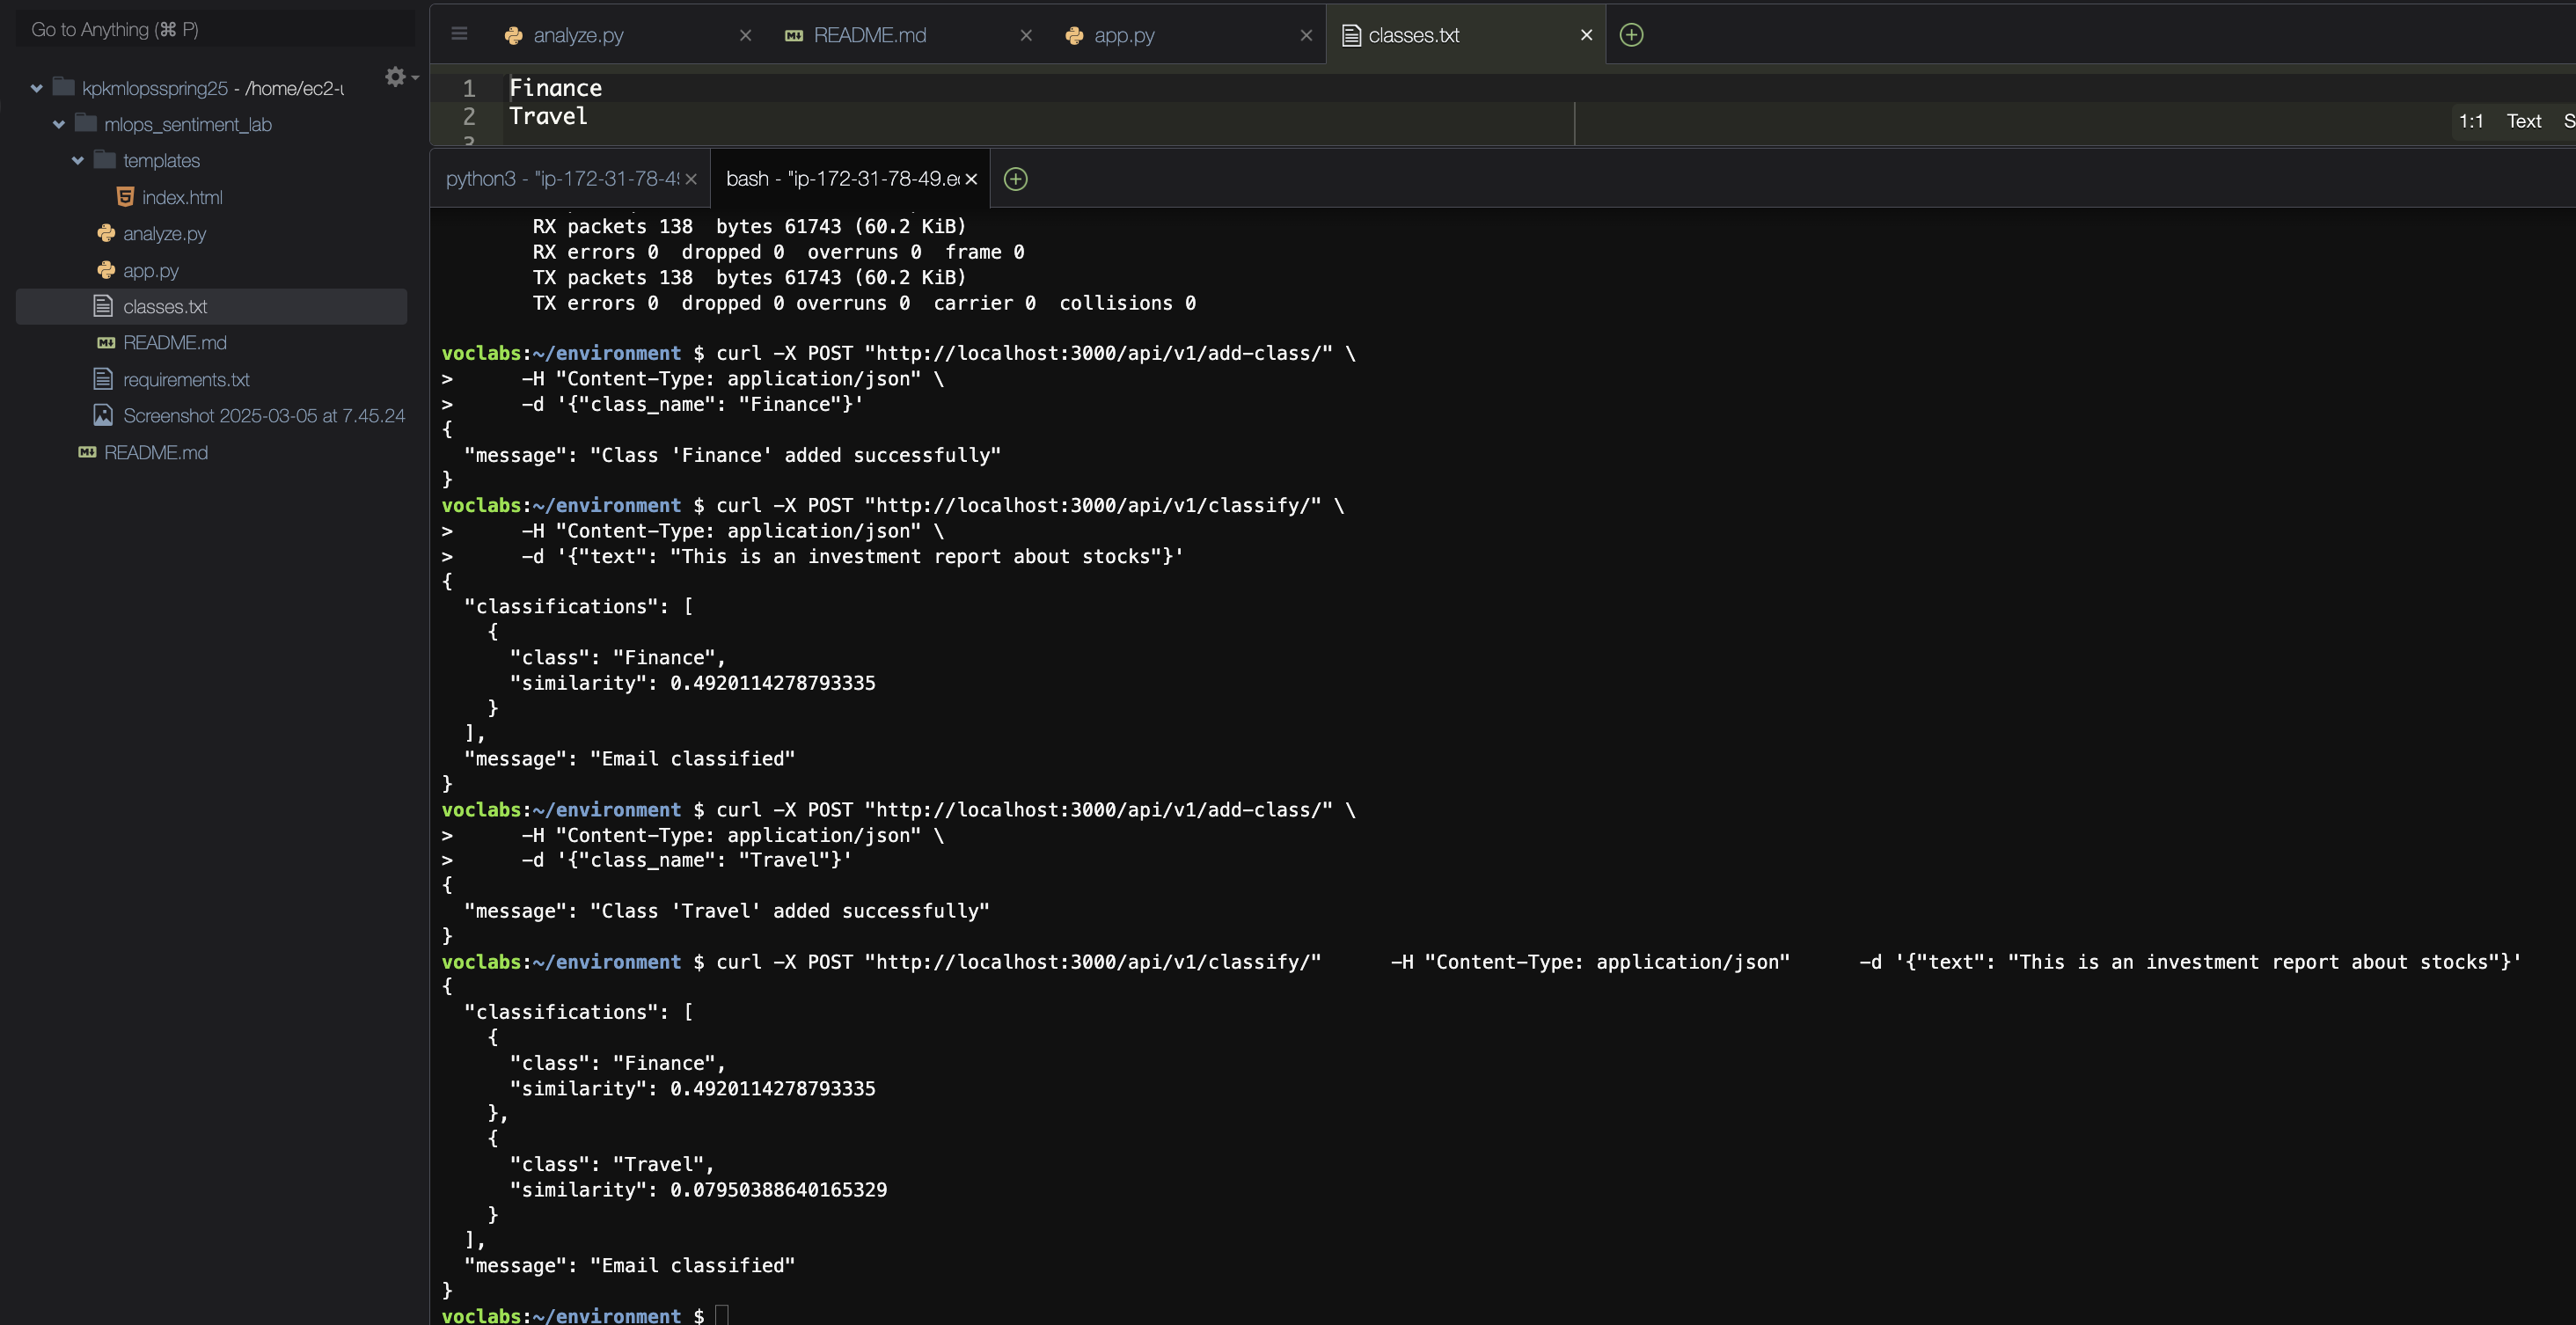 Go to Anything (⌘ P)
kpkmlopsspring25 - /home/ec2-u
mlops_sentiment_lab
templates
index.html
analyze.py
app.py
classes.txt
README.md
requirements.txt
Screenshot 2025-03-05 at 7.45.24
README.md
analyze.py
README.md
app.py
classes.txt
1 Finance
2 Travel
3
1:1 Text S
python3 - "ip-172-31-78-49
bash - "ip-172-31-78-49.ec
RX packets 138  bytes 61743 (60.2 KiB)
RX errors 0  dropped 0  overruns 0  frame 0
TX packets 138  bytes 61743 (60.2 KiB)
TX errors 0  dropped 0 overruns 0  carrier 0  collisions 0
voclabs:~/environment $ curl -X POST "http://localhost:3000/api/v1/add-class/" \
>      -H "Content-Type: application/json" \
>      -d '{"class_name": "Finance"}'
{
  "message": "Class 'Finance' added successfully"
}
voclabs:~/environment $ curl -X POST "http://localhost:3000/api/v1/classify/" \
>      -H "Content-Type: application/json" \
>      -d '{"text": "This is an investment report about stocks"}'
{
  "classifications": [
    {
      "class": "Finance",
      "similarity": 0.4920114278793335
    }
  ],
  "message": "Email classified"
}
voclabs:~/environment $ curl -X POST "http://localhost:3000/api/v1/add-class/" \
>      -H "Content-Type: application/json" \
>      -d '{"class_name": "Travel"}'
{
  "message": "Class 'Travel' added successfully"
}
voclabs:~/environment $ curl -X POST "http://localhost:3000/api/v1/classify/"      -H "Content-Type: application/json"      -d '{"text": "This is an investment report about stocks"}'
{
  "classifications": [
    {
      "class": "Finance",
      "similarity": 0.4920114278793335
    },
    {
      "class": "Travel",
      "similarity": 0.07950388640165329
    }
  ],
  "message": "Email classified"
}
voclabs:~/environment $